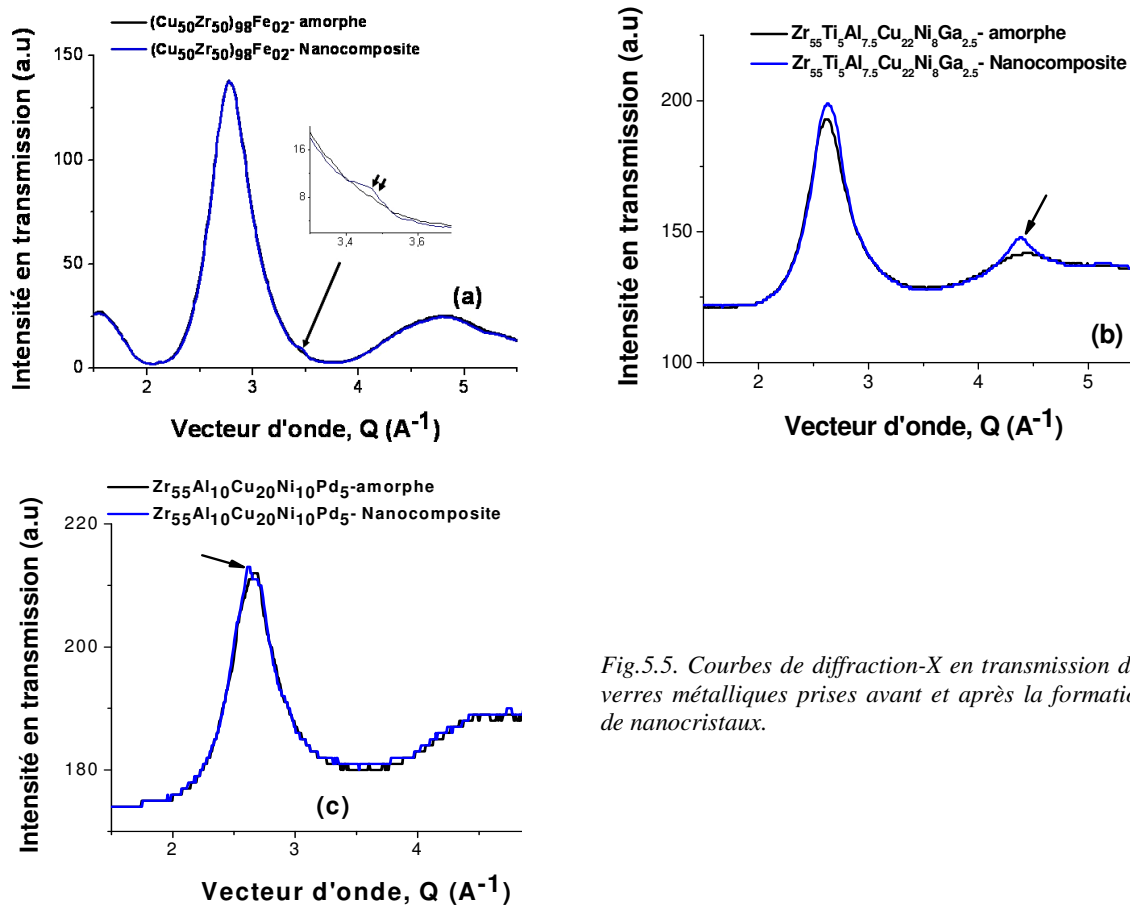 (Cu50Zr50)98Fe02- amorphe
(Cu50Zr50)98Fe02- Nanocomposite
Intensité en transmission (a.u)
150
100
50
0
16
8
3,4
3,6
(a)
2
3
4
5
Vecteur d'onde, Q (A-1)
Zr55Ti5Al7.5Cu22Ni8Ga2.5- amorphe
Zr55Ti5Al7.5Cu22Ni8Ga2.5- Nanocomposite
Intensité en transmission (a.u)
200
150
100
(b)
2
3
4
5
Vecteur d'onde, Q (A-1)
Zr55Al10Cu20Ni10Pd5-amorphe
Zr55Al10Cu20Ni10Pd5- Nanocomposite
Intensité en transmission (a.u)
220
200
180
(c)
2
3
4
Vecteur d'onde, Q (A-1)
Fig.5.5. Courbes de diffraction-X en transmission d
verres métalliques prises avant et après la formatio
de nanocristaux.